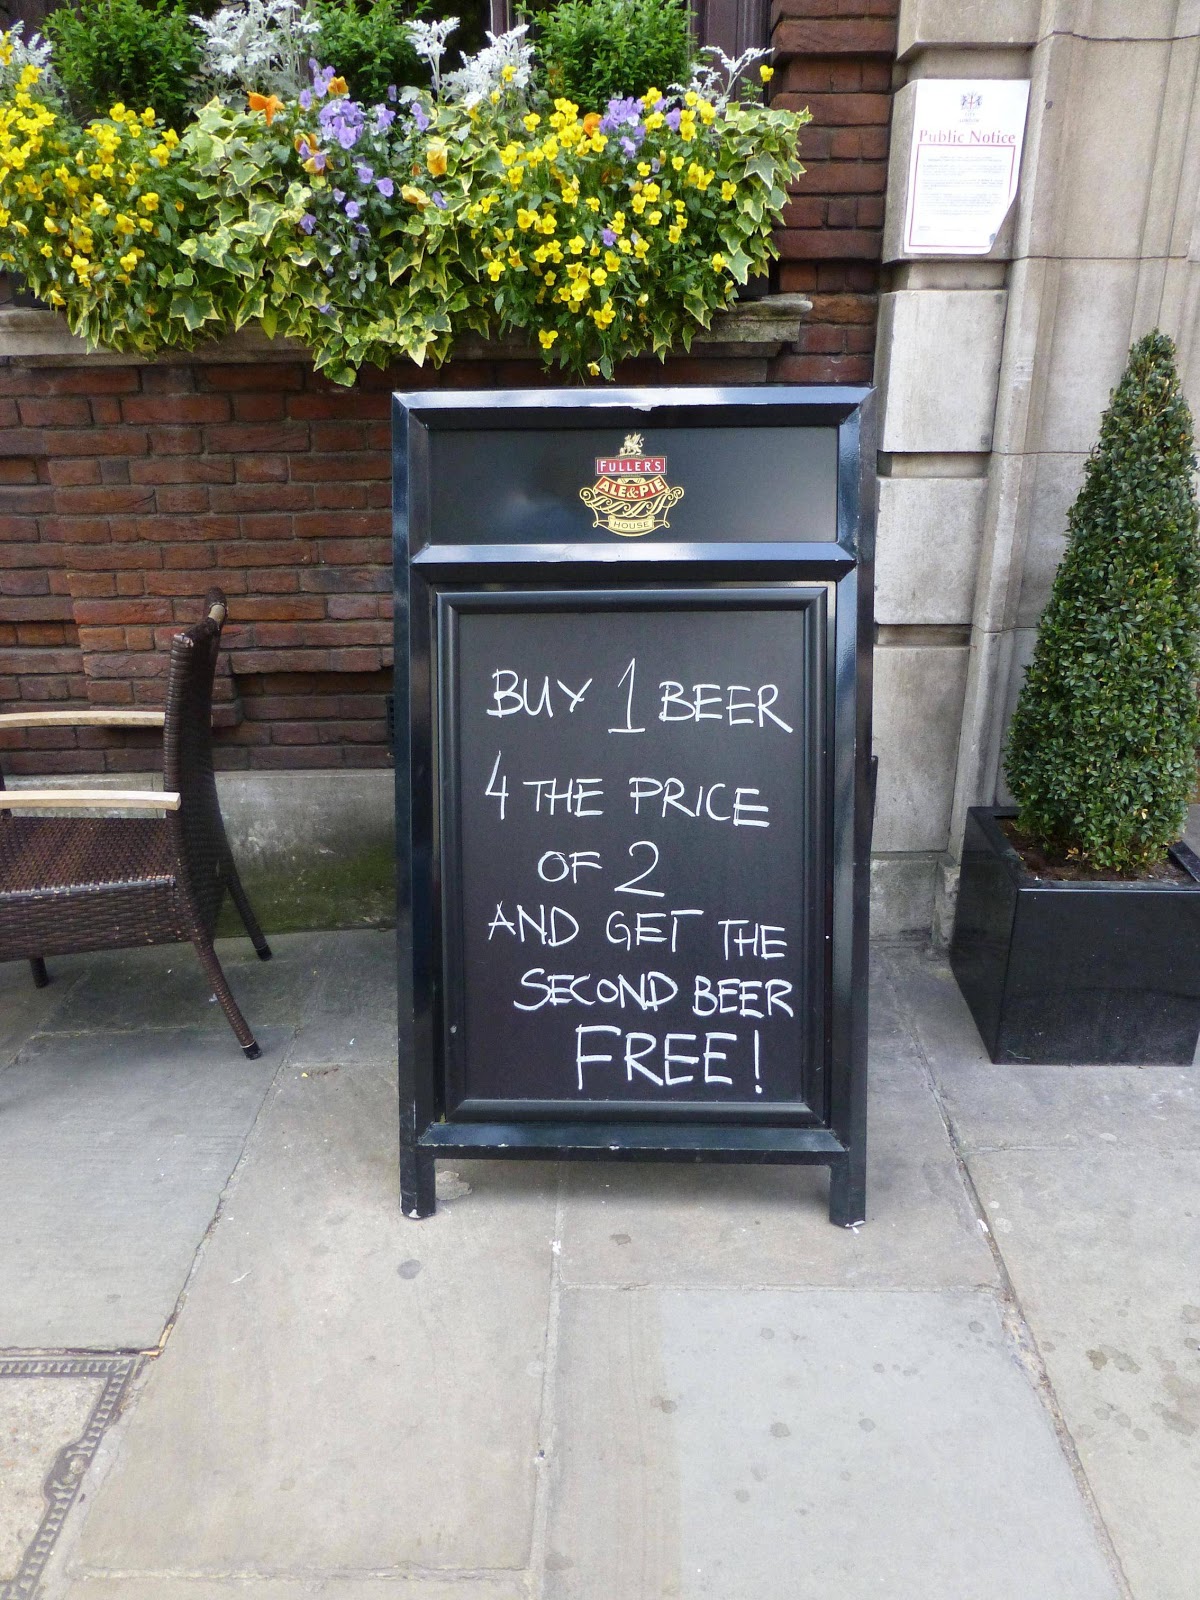 FULLER'S
ALE & PIE
HOUSE
BUY 1 BEER
4 THE PRICE
OF 2
AND GET THE
SECOND BEER
FREE!
Public Notice